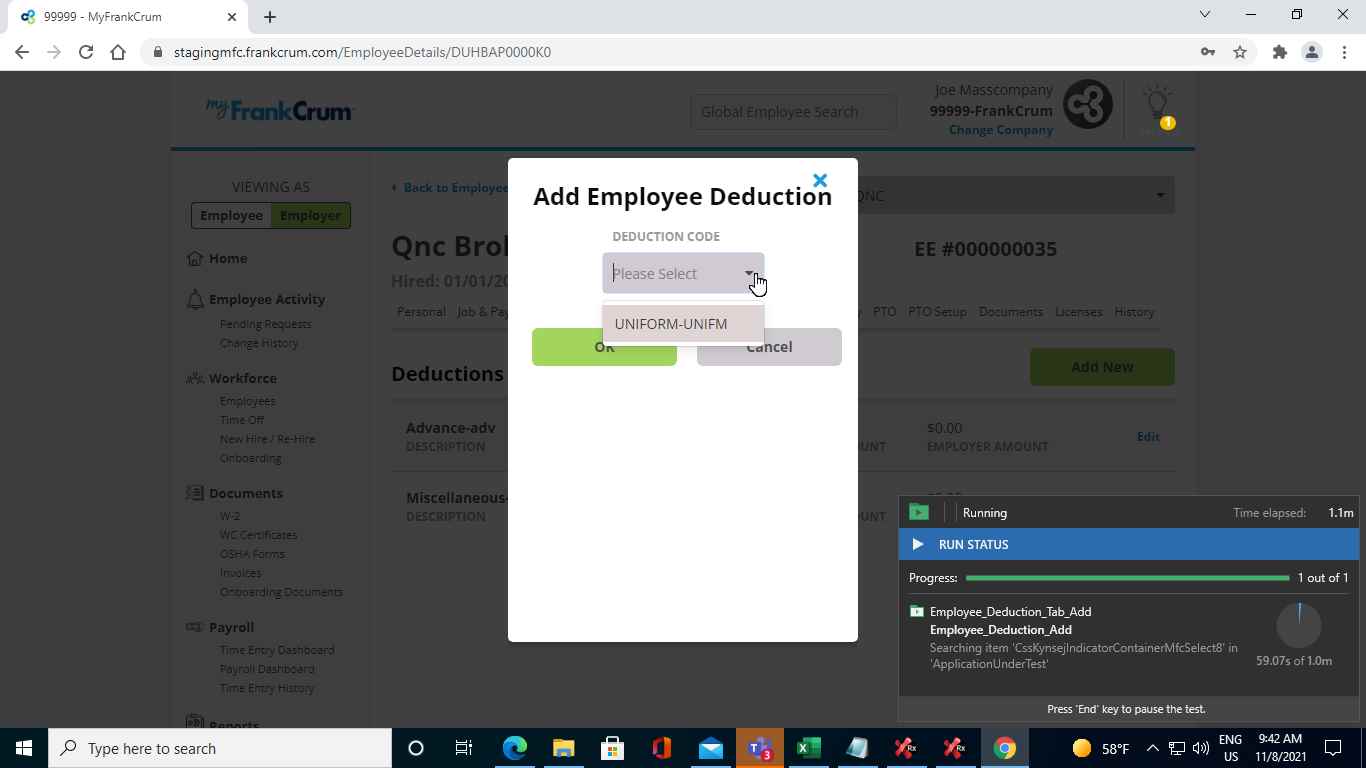 99999 - MyFrankCrum
stagingmfc.frankcrum.com/EmployeeDetails/DUHBAP0000K0
myFrankCrum
Global Employee Search
Joe Masscompany
99999-FrankCrum
Change Company
1
VIEWING AS
Employee Employer
Home
Employee Activity
Pending Requests
Change History
Workforce
Employees
Time Off
New Hire / Re-Hire
Onboarding
Documents
W-2
WC Certificates
OSHA Forms
Invoices
Onboarding Documents
Payroll
Time Entry Dashboard
Payroll Dashboard
Time Entry History
Reports
Back to Employee
QNC
Qnc Bro
EE #000000035
Hired: 01/01/20
Personal Job & Pay
PTO PTO Setup Documents Licenses History
Deductions
Add New
Advance-adv
DESCRIPTION
$0.00
EMPLOYER AMOUNT
Edit
Miscellaneous-
DESCRIPTION
Add Employee Deduction
DEDUCTION CODE
Please Select
UNIFORM-UNIFM
OK
Cancel
Running
Time elapsed: 1.1m
RUN STATUS
Progress: 1 out of 1
Employee_Deduction_Tab_Add
Employee_Deduction_Add
Searching item 'CssKynsejIndicatorContainerMfcSelect8' in
'ApplicationUnderTest'
59.07s of 1.0m
Press 'End' key to pause the test.
Type here to search
3
58°F
ENG
US
9:42 AM
11/8/2021